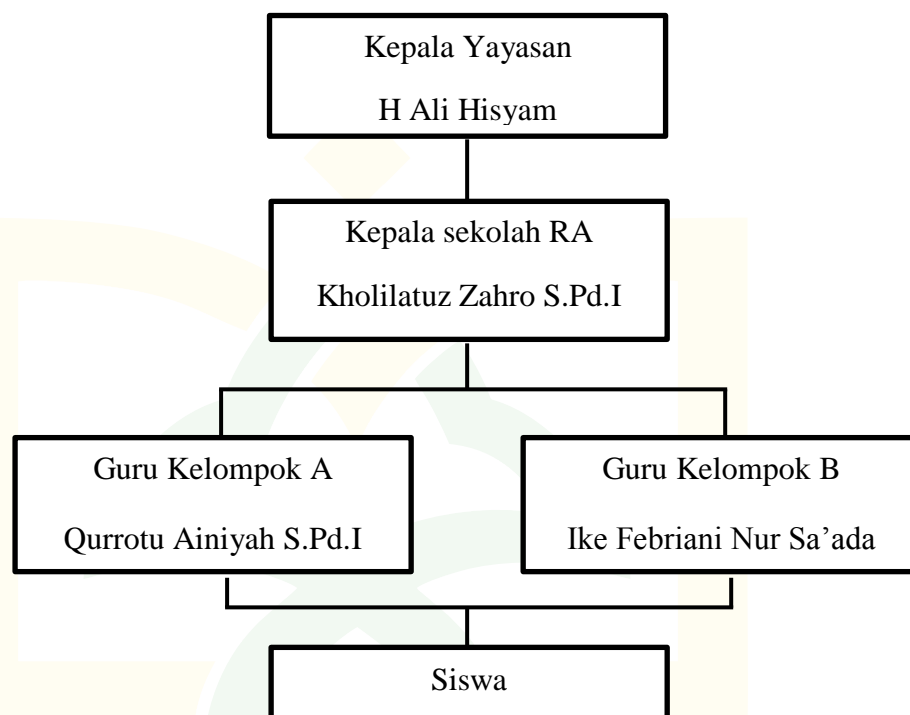 Kepala Yayasan
H Ali Hisyam
Kepala sekolah RA
Kholilatuz Zahro S.Pd.I
Guru Kelompok A
Qurrotu Ainiyah S.Pd.I
Guru Kelompok B
Ike Febriani Nur Sa’ada
Siswa